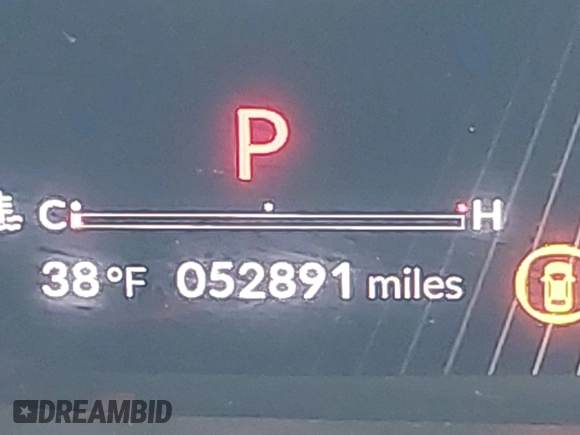 P
C H
38°F 052891 miles
DREAMBID